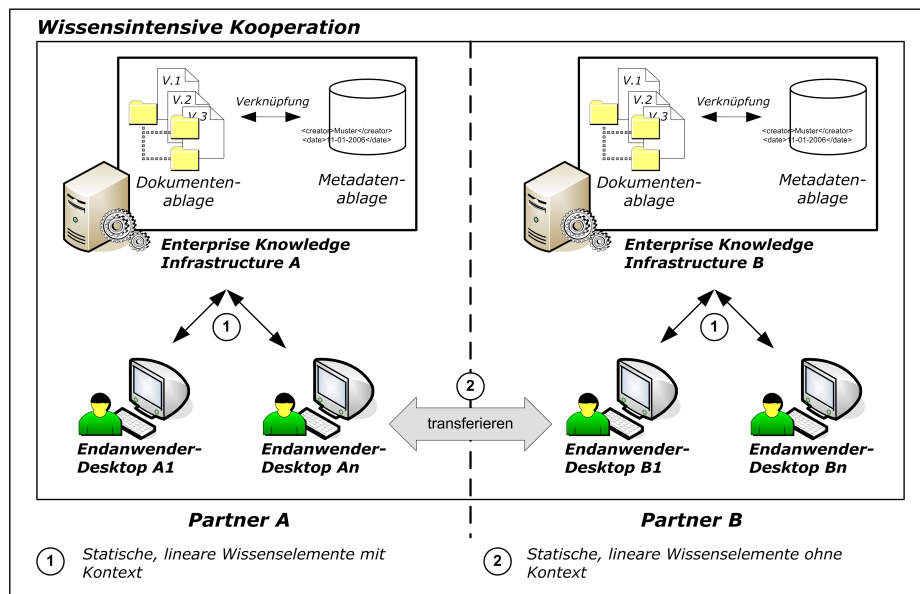 Wissensintensive Kooperation
V.1
V.2
V.3
Verknüpfung
<creator>Muster</creator>
<date>11-01-2006</date>
Dokumenten-
ablage
Metadaten-
ablage
Enterprise Knowledge
Infrastructure A
1
Endanwender-
Desktop A1
Endanwender-
Desktop An
V.1
V.2
V.3
Verknüpfung
<creator>Muster</creator>
<date>11-01-2006</date>
Dokumenten-
ablage
Metadaten-
ablage
Enterprise Knowledge
Infrastructure B
1
2
transferieren
Endanwender-
Desktop B1
Endanwender-
Desktop Bn
Partner A
Partner B
1 Statische, lineare Wissenselemente mit
Kontext
2 Statische, lineare Wissenselemente ohne
Kontext